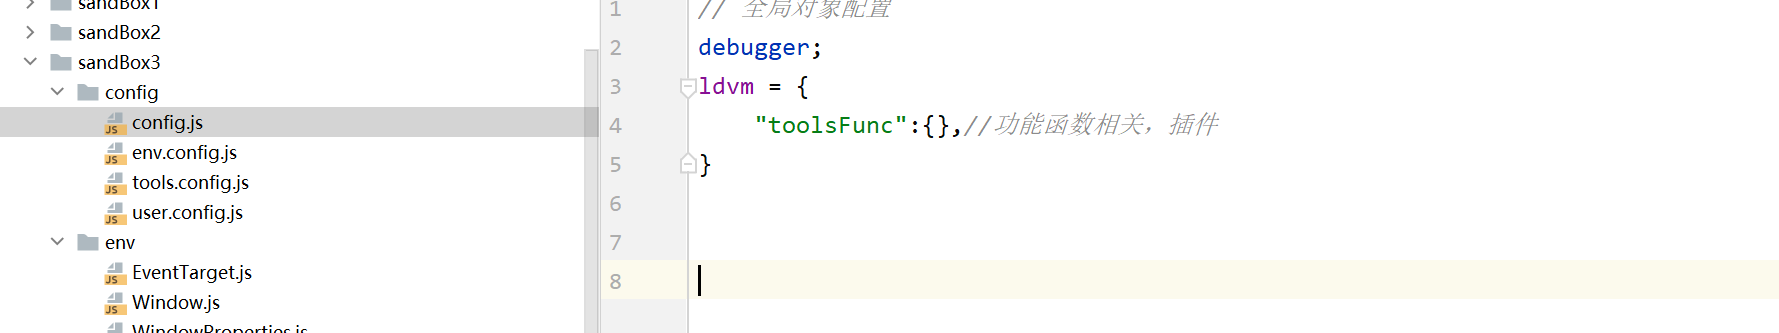 sandBox1
sandBox2
sandBox3
config
config.js
env.config.js
tools.config.js
user.config.js
env
EventTarget.js
Window.js
WindowProperties.js
1 // 全局对象配置
2 debugger;
3 ldvm = {
4 "toolsFunc":{},//功能函数相关，插件
5 }
6
7
8